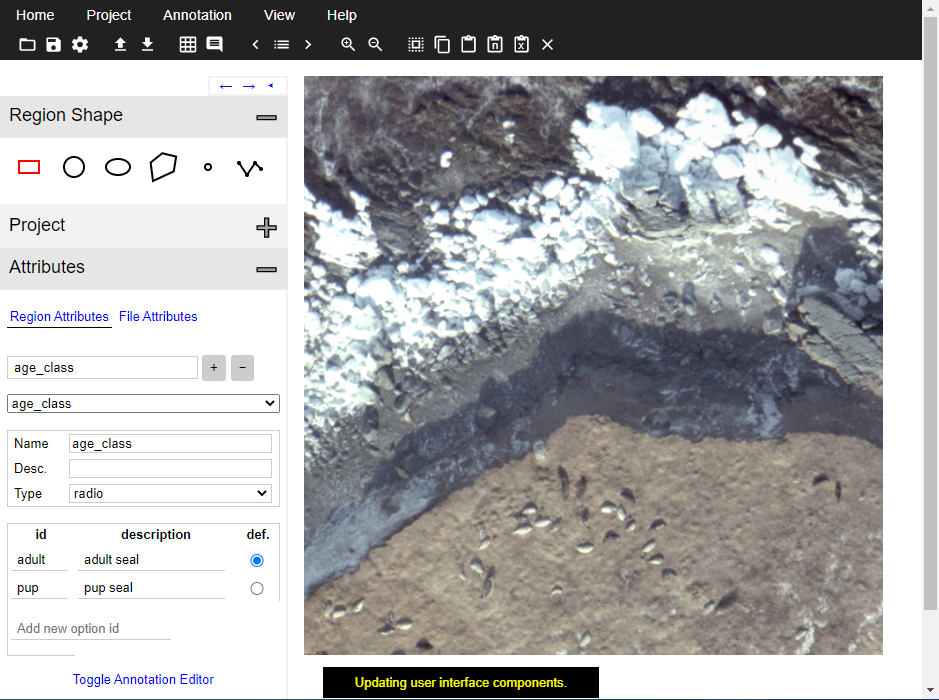 Home Project Annotation View Help
Region Shape
Project
Attributes
Region Attributes File Attributes
age_class + −
age_class
Name age_class
Desc.
Type radio
id description def.
adult adult seal
pup pup seal
Add new option id
Toggle Annotation Editor
Updating user interface components.